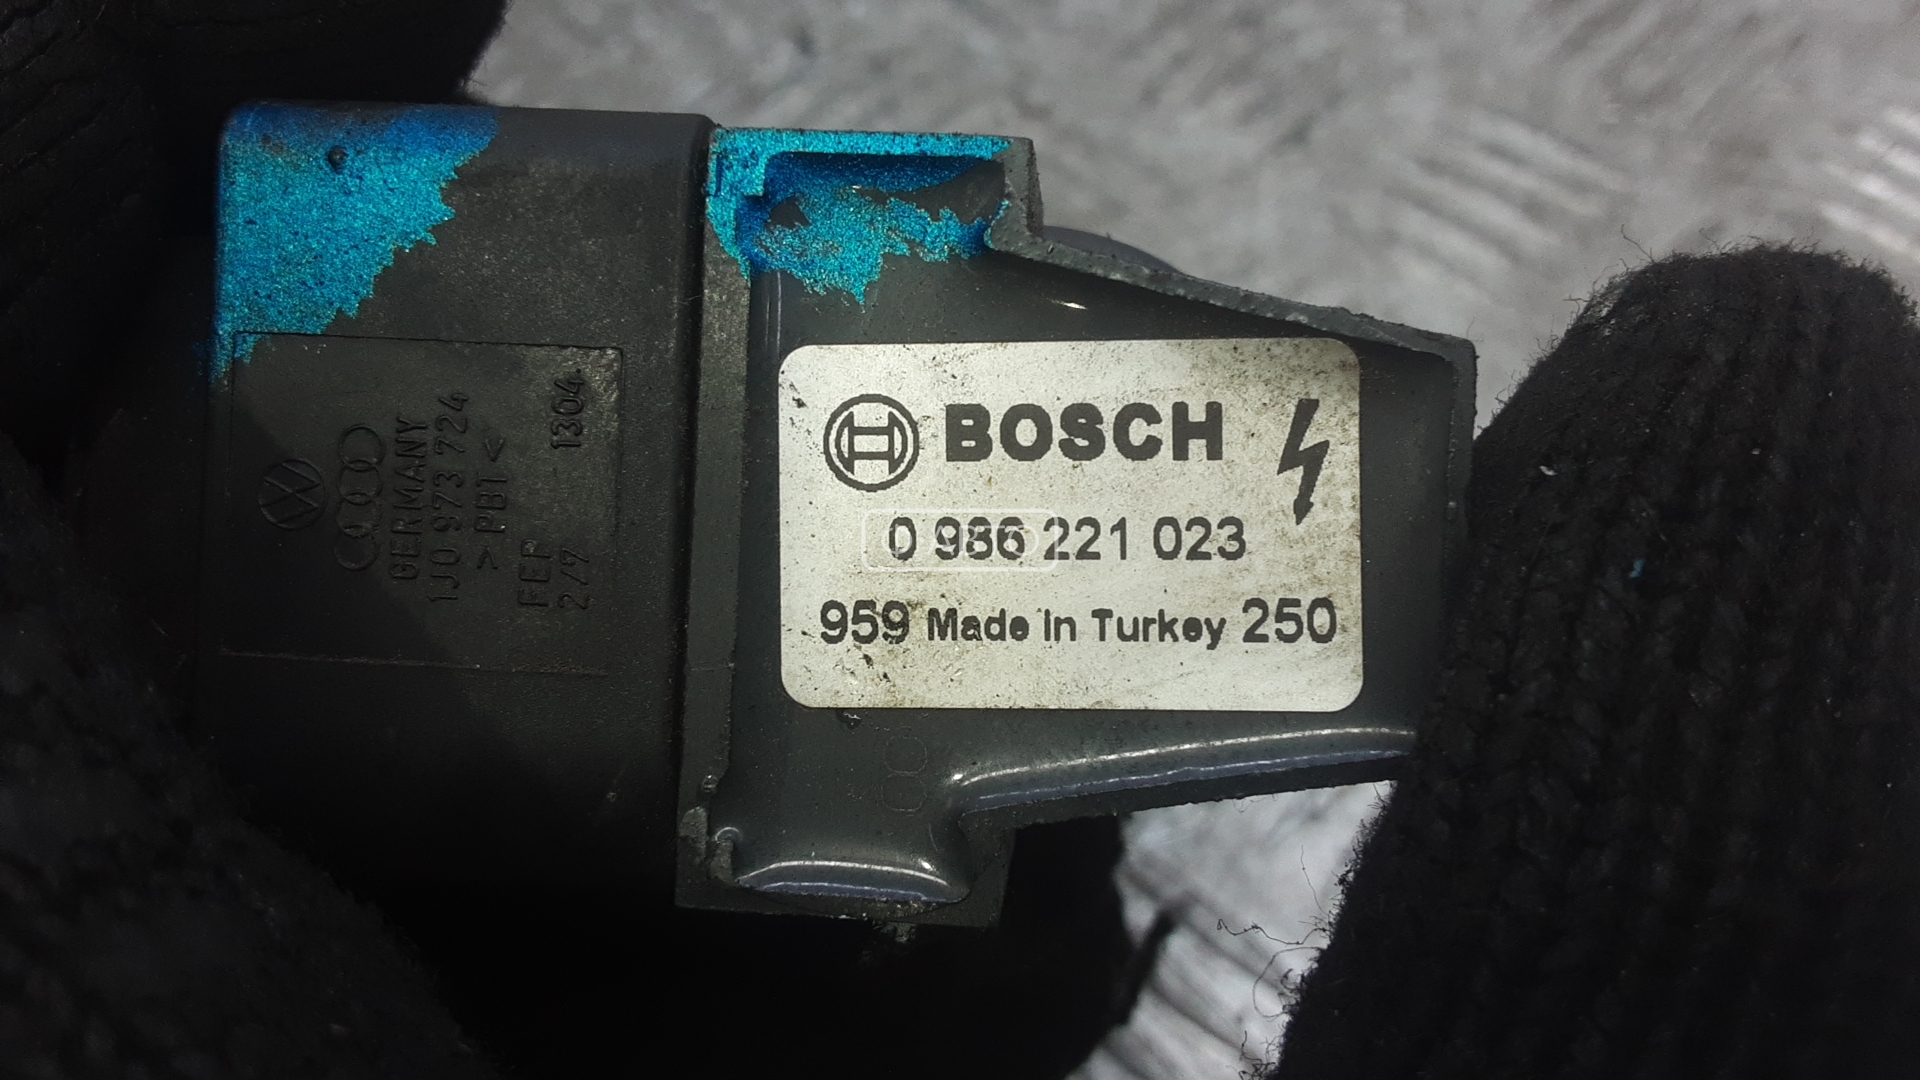 BOSCH
0 986 221 023
959 Made in Turkey 250
GERMANY
1J0 973 724
>PBT<
FEP
2/7
1304